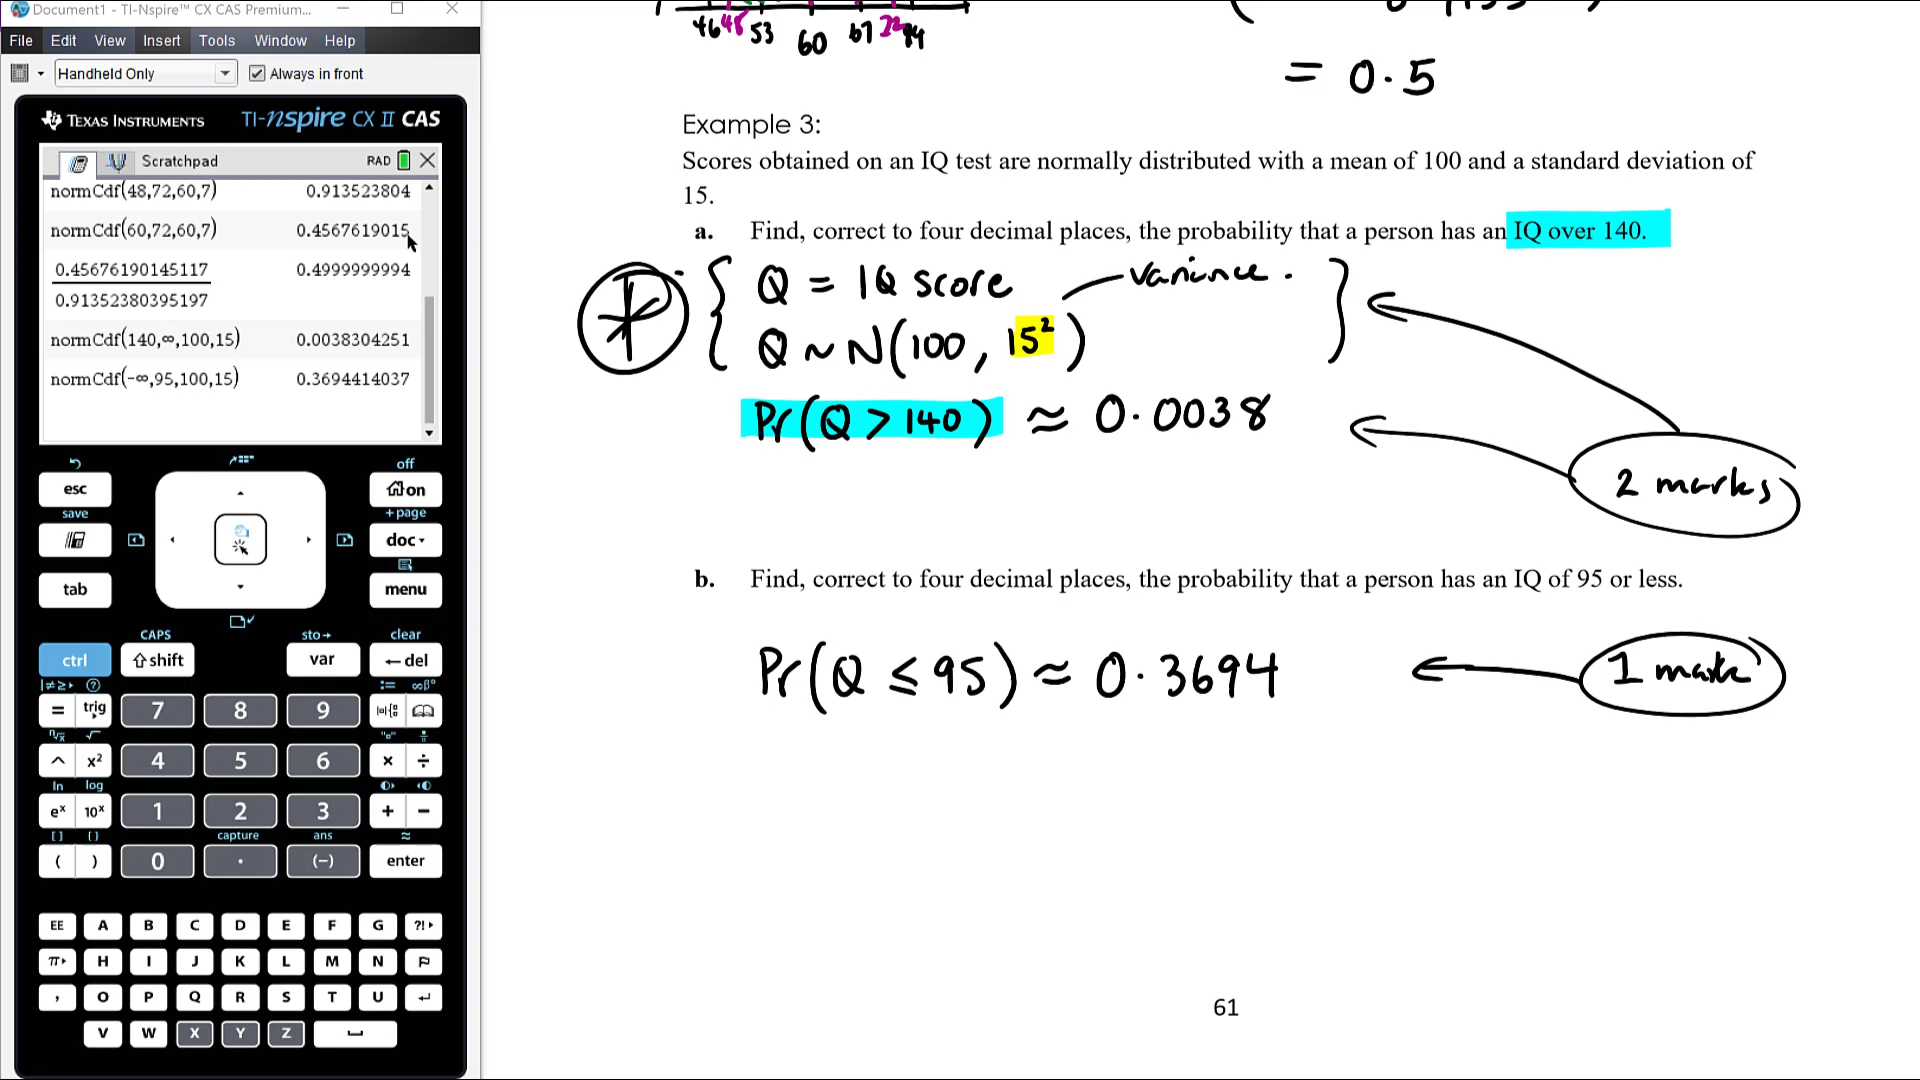 Document1 - TI-Nspire™ CX CAS Premium...
File Edit View Insert Tools Window Help
Handheld Only Always in front
TEXAS INSTRUMENTS TI-nspire CX II CAS
Scratchpad RAD
normCdf(48,72,60,7) 0.913523804
normCdf(60,72,60,7) 0.4567619015
0.45676190145117 0.4999999994
0.91352380395197
normCdf(140,∞,100,15) 0.0038304251
normCdf(-∞,95,100,15) 0.3694414037
off
esc on
save +page
doc
tab menu
CAPS sto→ clear
ctrl shift var ←del
|≠≥▸ := ∞β°
= trig 7 8 9
ⁿ√x √
^ x² 4 5 6 × ÷
ln log
eˣ 10ˣ 1 2 3 + −
[ ] { } capture ans ≈
( ) 0 . (−) enter
EE A B C D E F G ?!▸
π▸ H I J K L M N
, O P Q R S T U ↵
V W X Y Z
46 48 53 60 67 72 74
= 0.5
Example 3:
Scores obtained on an IQ test are normally distributed with a mean of 100 and a standard deviation of
15.
a. Find, correct to four decimal places, the probability that a person has an IQ over 140.
Q = IQ score
variance.
Q ~ N(100, 15²)
Pr(Q > 140) ≈ 0.0038
2 marks
b. Find, correct to four decimal places, the probability that a person has an IQ of 95 or less.
Pr(Q ≤ 95) ≈ 0.3694
1 mark
61